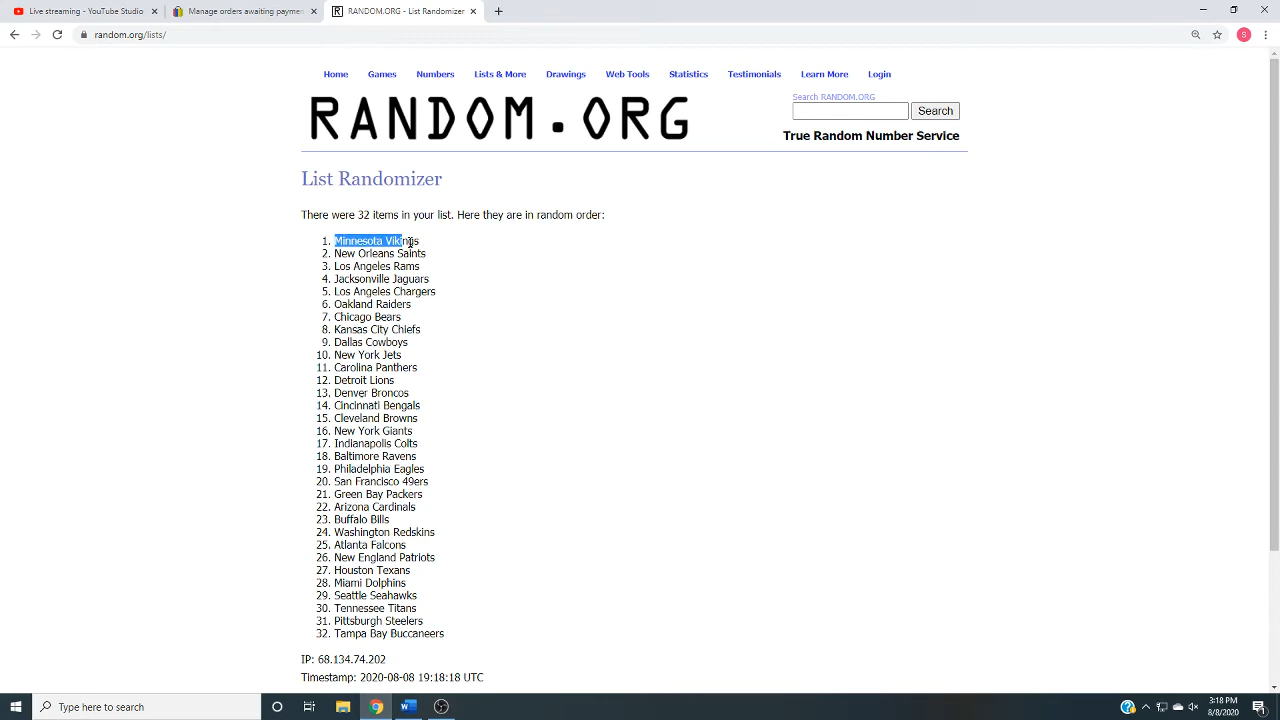 Live streaming - YouTube Studio
Manage orders awaiting paymen
RANDOM.ORG - List Randomizer
random.org/lists/
S
Home Games Numbers Lists & More Drawings Web Tools Statistics Testimonials Learn More Login
RANDOM.ORG
Search RANDOM.ORG
Search
True Random Number Service
List Randomizer
There were 32 items in your list. Here they are in random order:
1. Minnesota Vikings
2. New Orleans Saints
3. Los Angeles Rams
4. Jacksonville Jaguars
5. Los Angeles Chargers
6. Oakland Raiders
7. Chicago Bears
8. Kansas City Chiefs
9. Dallas Cowboys
10. New York Jets
11. Carolina Panthers
12. Detroit Lions
13. Denver Broncos
14. Cincinnati Bengals
15. Cleveland Browns
16. New York Giants
17. Indianapolis Colts
18. Baltimore Ravens
19. Philadelphia Eagles
20. San Francisco 49ers
21. Green Bay Packers
22. Arizona Cardinals
23. Buffalo Bills
24. Washington Redskins
25. Atlanta Falcons
26. New England Patriots
27. Houston Texans
28. Miami Dolphins
29. Seattle Seahawks
30. Tennessee Titans
31. Pittsburgh Steelers
32. Tampa Bay Buccaneers
IP: 68.134.74.202
Timestamp: 2020-08-08 19:18:18 UTC
Type here to search
3:18 PM
8/8/2020